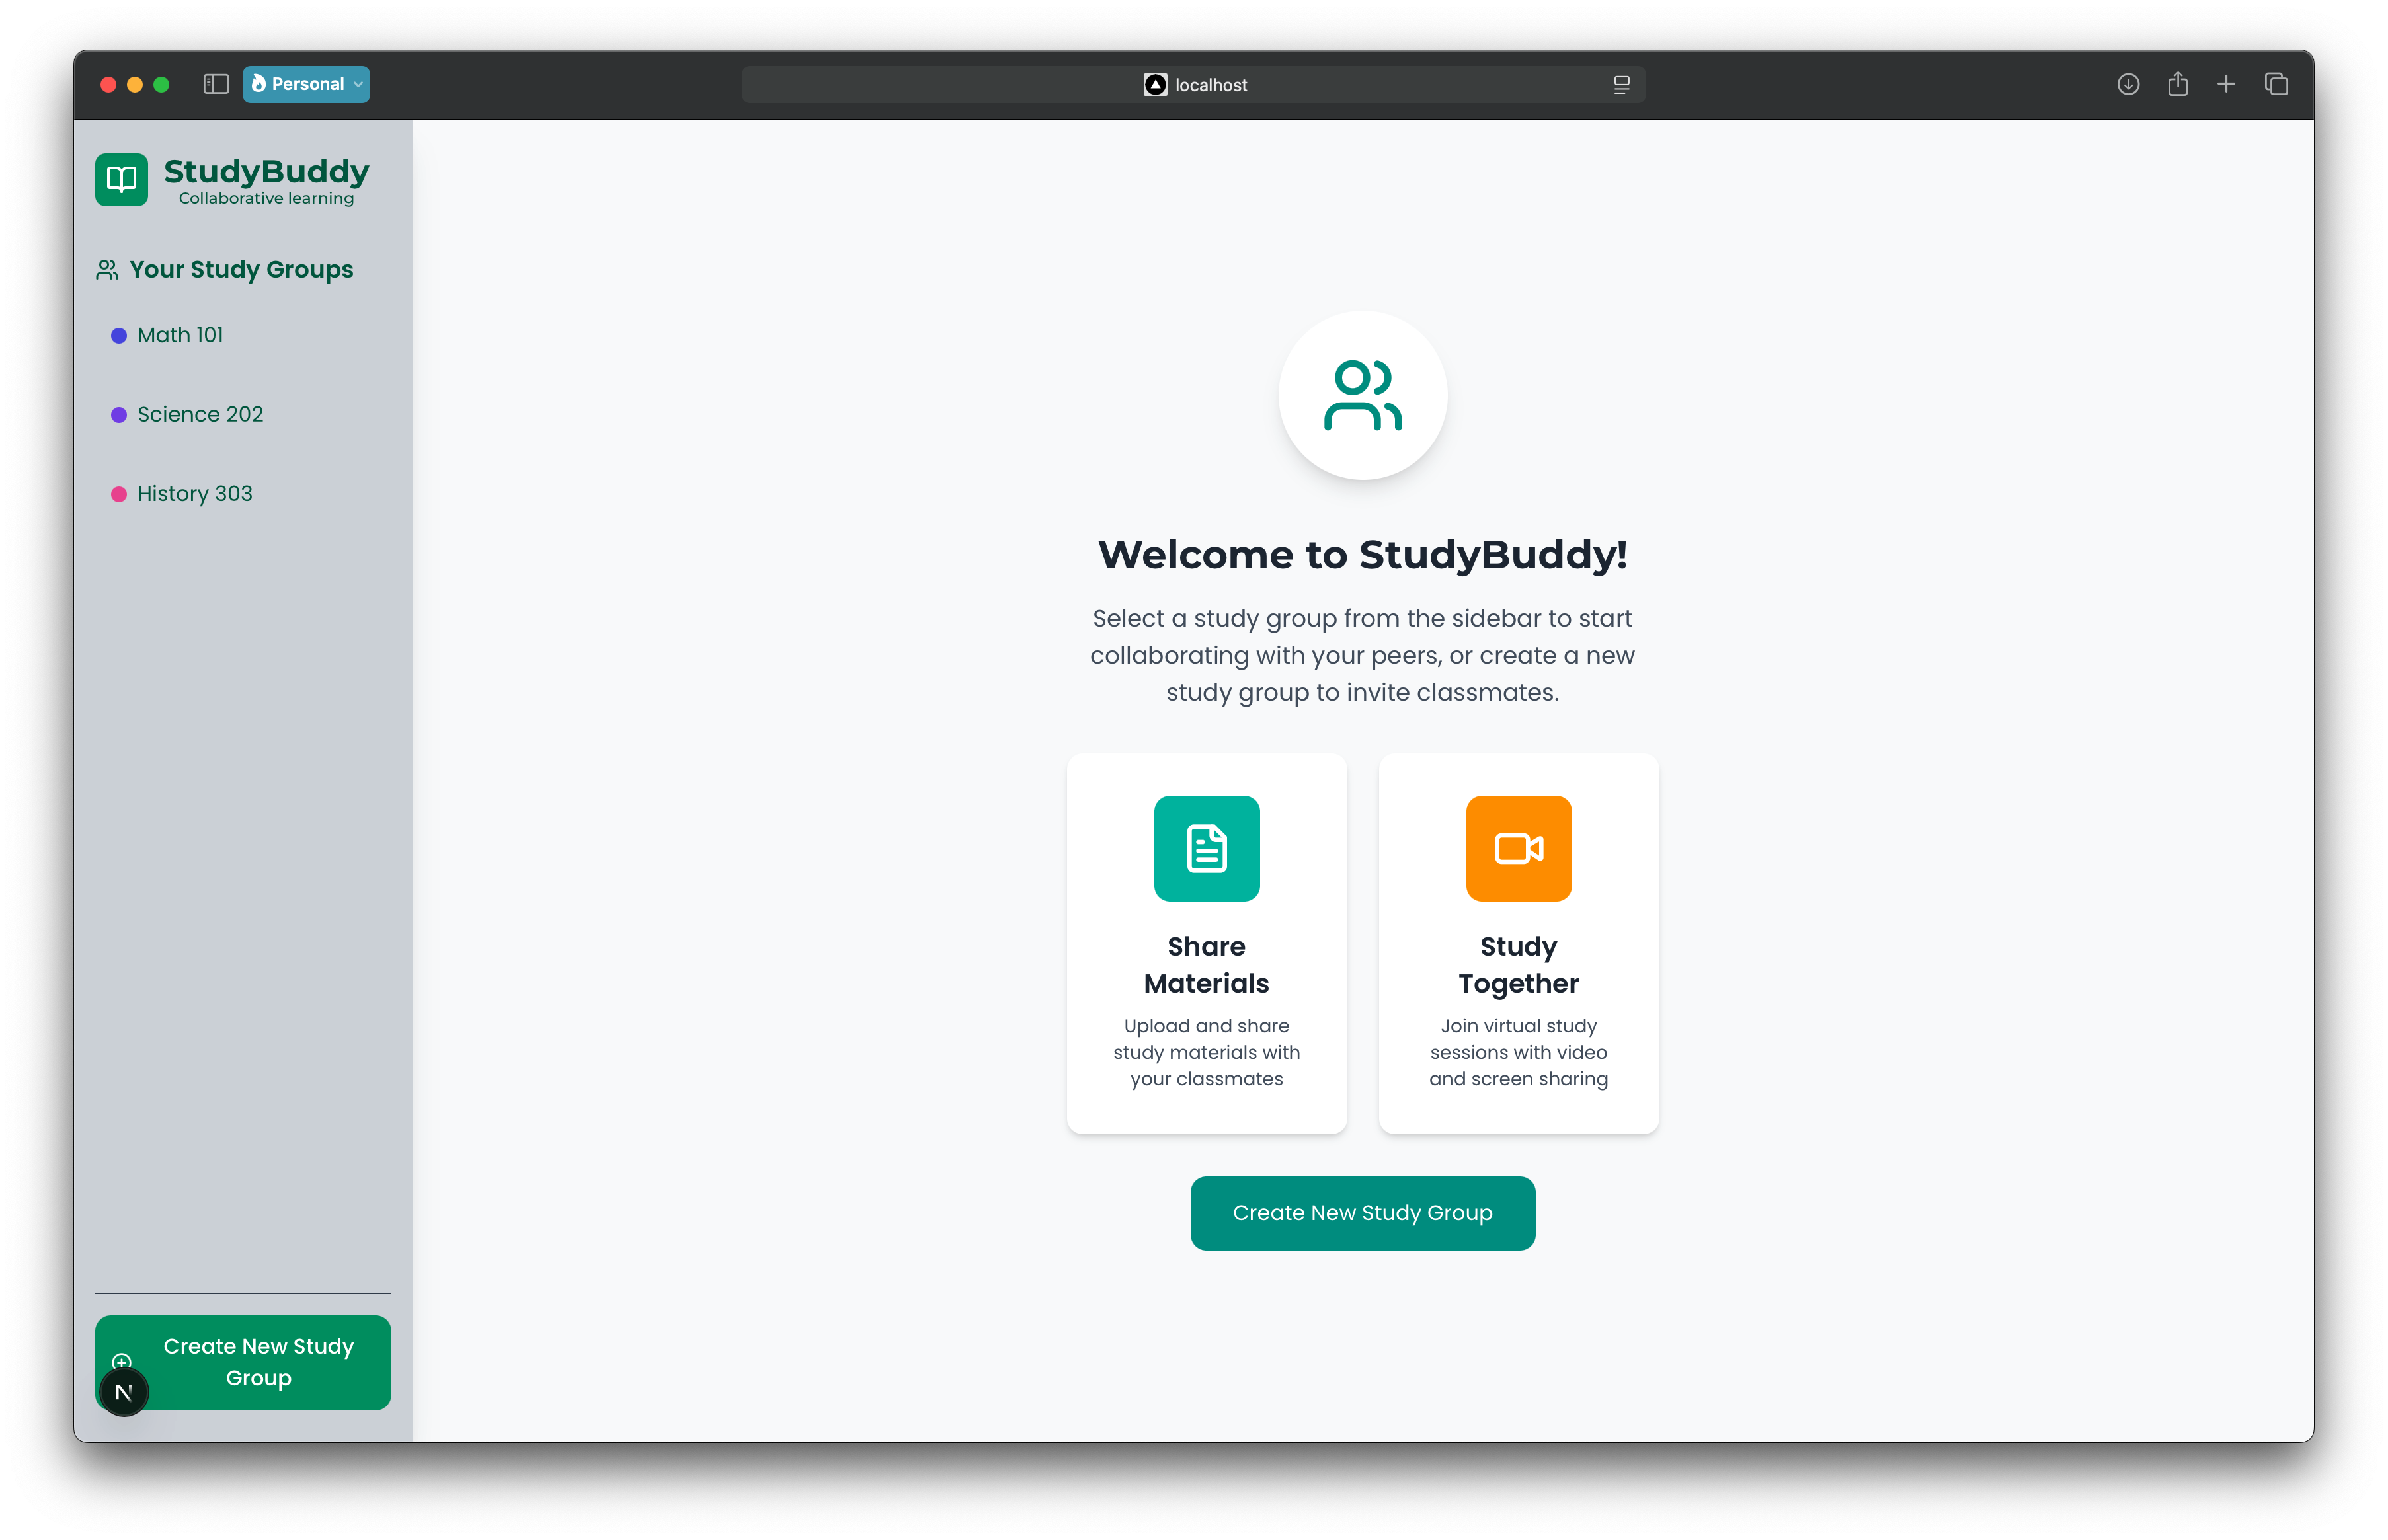 Personal
localhost
StudyBuddy
Collaborative learning
Your Study Groups
Math 101
Science 202
History 303
Create New Study
Group
N
Welcome to StudyBuddy!
Select a study group from the sidebar to start
collaborating with your peers, or create a new
study group to invite classmates.
Share
Materials
Upload and share
study materials with
your classmates
Study
Together
Join virtual study
sessions with video
and screen sharing
Create New Study Group